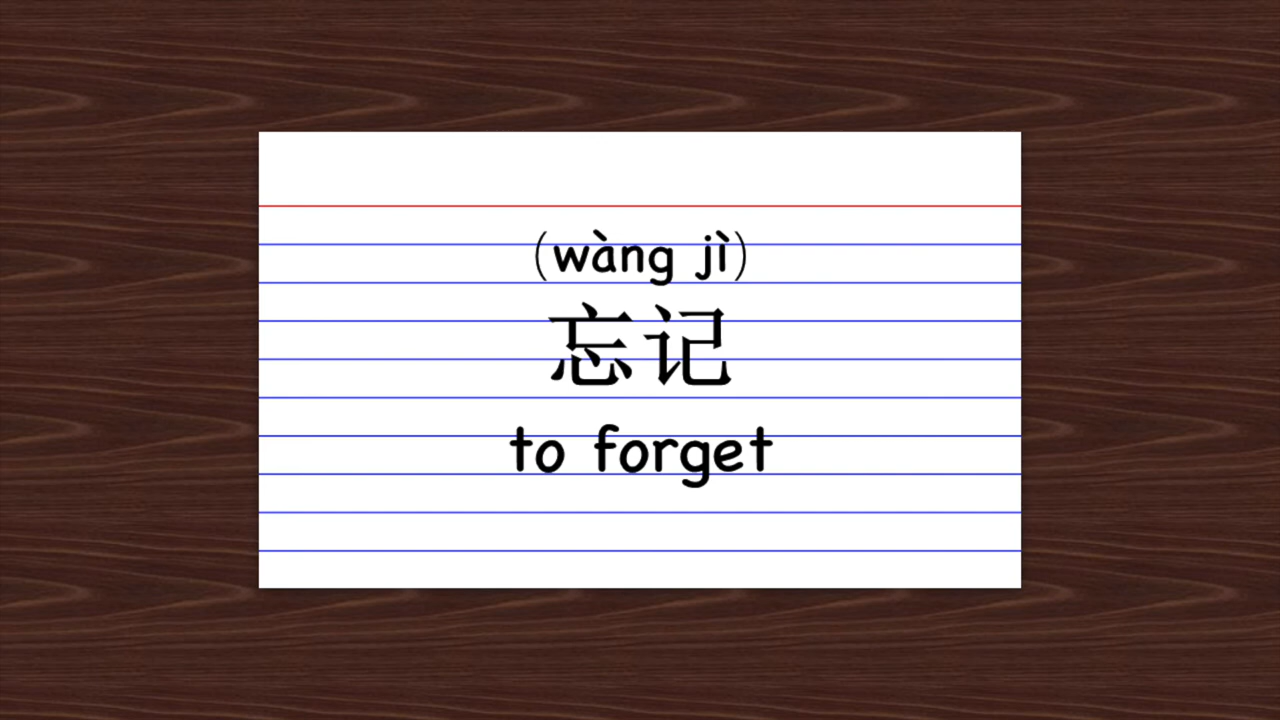 (wàng jì)
忘记
to forget